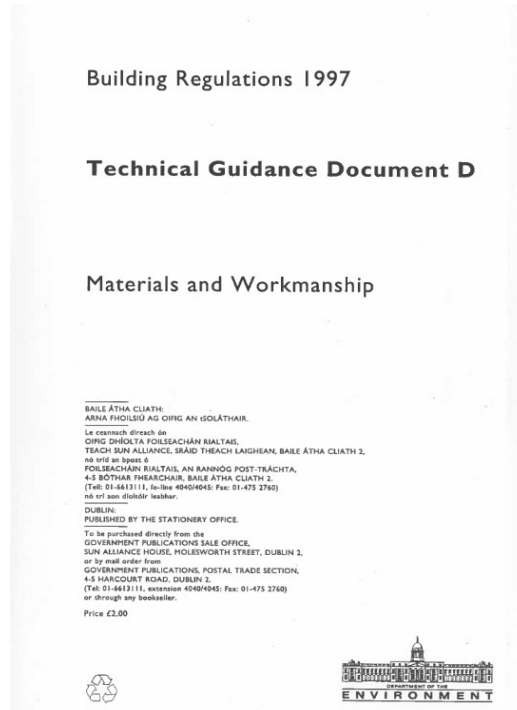 Building Regulations 1997
Technical Guidance Document D
Materials and Workmanship
BAILE ÁTHA CLIATH:
ARNA FHOILSIÚ AG OIFIG AN tSOLÁTHAIR.
Le ceannach díreach ón
OIFIG DHÍOLTA FOILSEACHÁN RIALTAIS,
TEACH SUN ALLIANCE, SRÁID THEACH LAIGHEAN, BAILE ÁTHA CLIATH 2,
nó tríd an bpost ó
FOILSEACHÁIN RIALTAIS, AN RANNÓG POST-TRÁCHTA,
4-5 BÓTHAR FHEARCHAIR, BAILE ÁTHA CLIATH 2.
(Teil: 01-6613111, fo-líne 4040/4045: Fax: 01-475 2760)
nó trí aon díoltóir leabhar.
DUBLIN:
PUBLISHED BY THE STATIONERY OFFICE.
To be purchased directly from the
GOVERNMENT PUBLICATIONS SALE OFFICE,
SUN ALLIANCE HOUSE, MOLESWORTH STREET, DUBLIN 2,
or by mail order from
GOVERNMENT PUBLICATIONS, POSTAL TRADE SECTION,
4-5 HARCOURT ROAD, DUBLIN 2.
(Tel: 01-6613111, extension 4040/4045: Fax: 01-475 2760)
or through any bookseller.
Price £2.00
DEPARTMENT OF THE
ENVIRONMENT